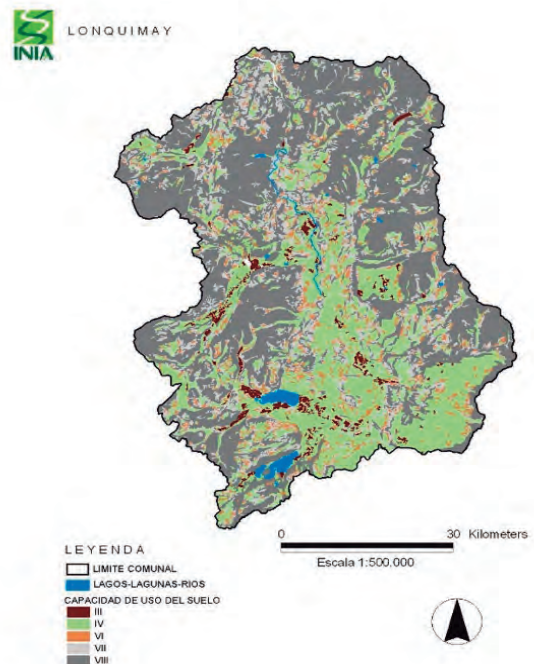 LONQUIMAY
INIA
0 30 Kilometers
Escala 1:500.000
LEYENDA
LIMITE COMUNAL
LAGOS-LAGUNAS-RIOS
CAPACIDAD DE USO DEL SUELO
III
IV
VI
VII
VIII